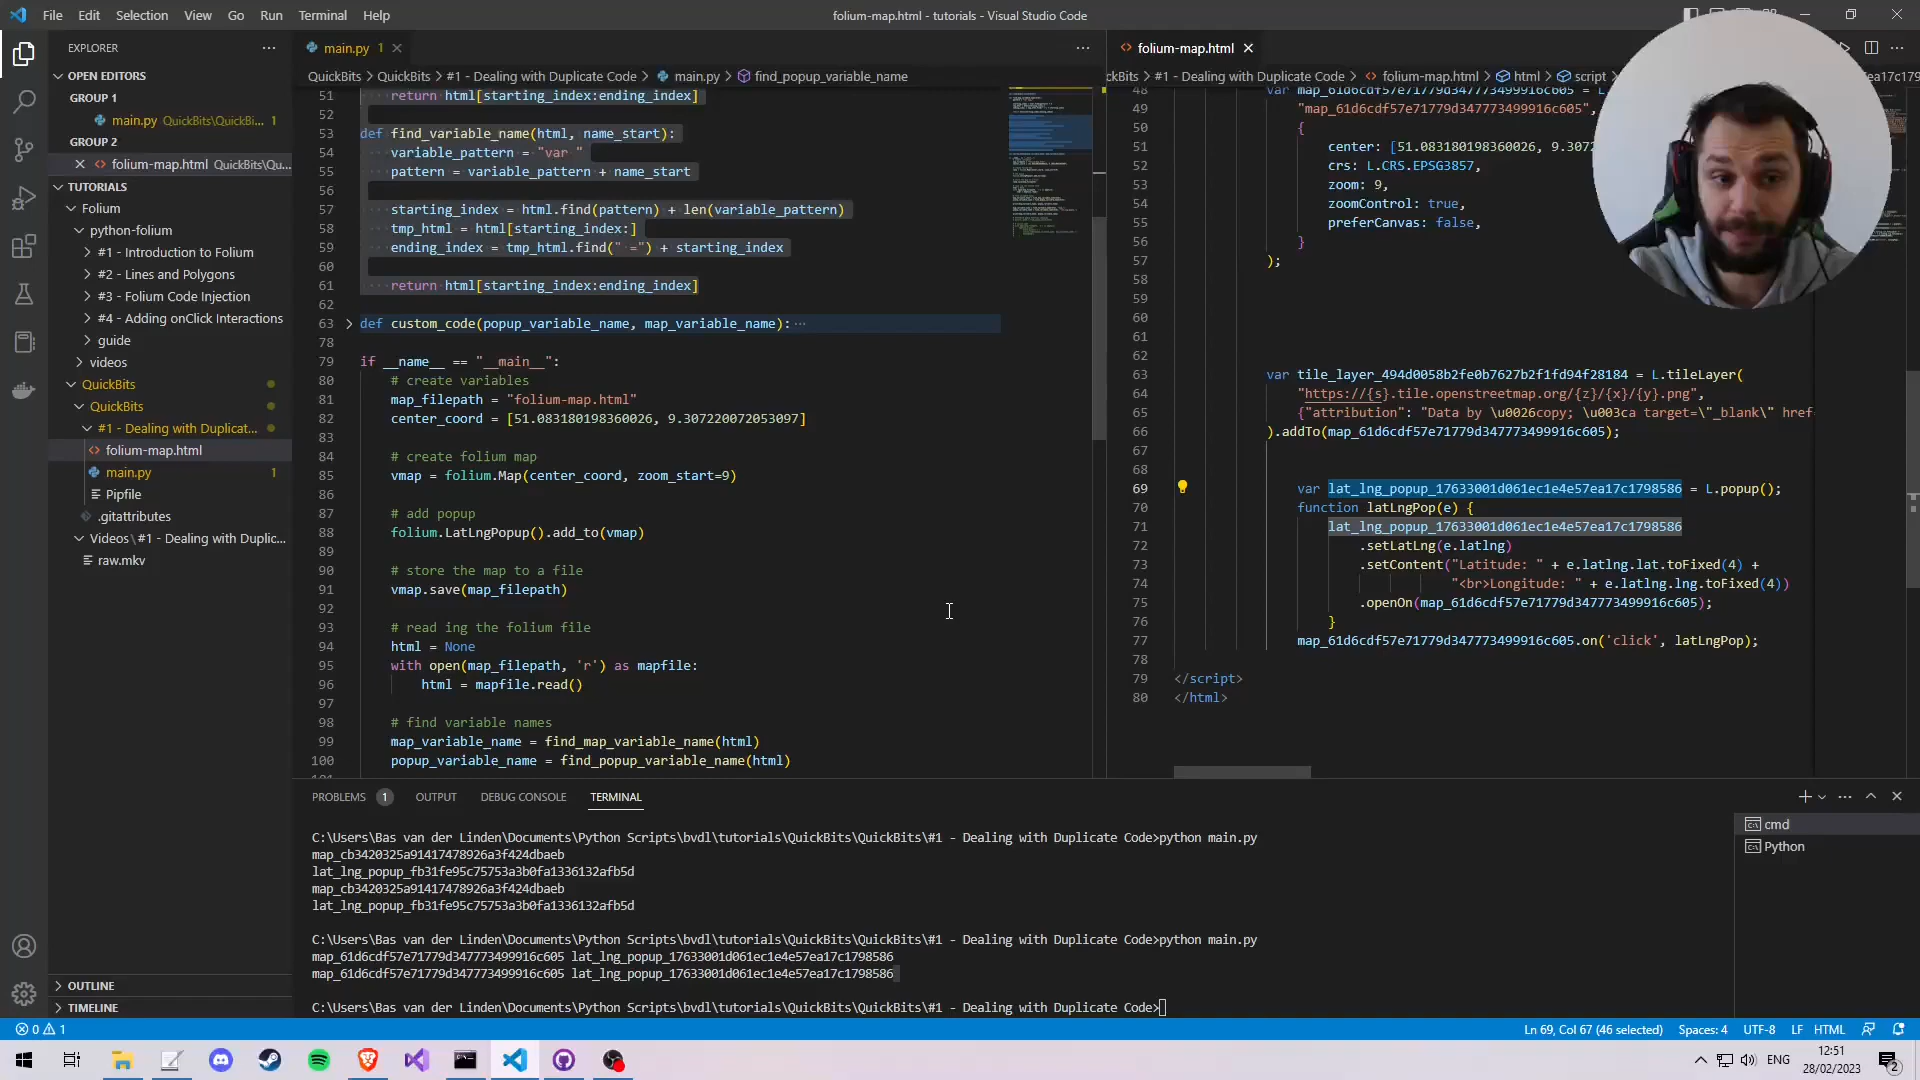 File Edit Selection View Go Run Terminal Help
folium-map.html - tutorials - Visual Studio Code
EXPLORER
OPEN EDITORS
GROUP 1
main.py QuickBits\QuickBi... 1
GROUP 2
folium-map.html QuickBits\Qu...
TUTORIALS
Folium
python-folium
#1 - Introduction to Folium
#2 - Lines and Polygons
#3 - Folium Code Injection
#4 - Adding onClick Interactions
guide
videos
QuickBits
QuickBits
#1 - Dealing with Duplicat...
folium-map.html
main.py 1
Pipfile
.gitattributes
Videos\#1 - Dealing with Duplic...
raw.mkv
OUTLINE
TIMELINE
main.py 1
QuickBits > QuickBits > #1 - Dealing with Duplicate Code > main.py > find_popup_variable_name
51 return html[starting_index:ending_index]
52
53 def find_variable_name(html, name_start):
54 variable_pattern = "var "
55 pattern = variable_pattern + name_start
56
57 starting_index = html.find(pattern) + len(variable_pattern)
58 tmp_html = html[starting_index:]
59 ending_index = tmp_html.find(" =") + starting_index
60
61 return html[starting_index:ending_index]
62
63 def custom_code(popup_variable_name, map_variable_name): ...
78
79 if __name__ == "__main__":
80 # create variables
81 map_filepath = "folium-map.html"
82 center_coord = [51.083180198360026, 9.307220072053097]
83
84 # create folium map
85 vmap = folium.Map(center_coord, zoom_start=9)
86
87 # add popup
88 folium.LatLngPopup().add_to(vmap)
89
90 # store the map to a file
91 vmap.save(map_filepath)
92
93 # read ing the folium file
94 html = None
95 with open(map_filepath, 'r') as mapfile:
96 html = mapfile.read()
97
98 # find variable names
99 map_variable_name = find_map_variable_name(html)
100 popup_variable_name = find_popup_variable_name(html)
folium-map.html
ckBits > #1 - Dealing with Duplicate Code > folium-map.html > html > script
48 var map_61d6cdf57e71779d347773499916c605 = L.
49 "map_61d6cdf57e71779d347773499916c605",
50 {
51 center: [51.083180198360026, 9.3072
52 crs: L.CRS.EPSG3857,
53 zoom: 9,
54 zoomControl: true,
55 preferCanvas: false,
56 }
57 );
58
59
60
61
62
63 var tile_layer_494d0058b2fe0b7627b2f1fd94f28184 = L.tileLayer(
64 "https://{s}.tile.openstreetmap.org/{z}/{x}/{y}.png",
65 {"attribution": "Data by \u0026copy; \u003ca target=\"_blank\" href
66 ).addTo(map_61d6cdf57e71779d347773499916c605);
67
68
69 var lat_lng_popup_17633001d061ec1e4e57ea17c1798586 = L.popup();
70 function latLngPop(e) {
71 lat_lng_popup_17633001d061ec1e4e57ea17c1798586
72 .setLatLng(e.latlng)
73 .setContent("Latitude: " + e.latlng.lat.toFixed(4) +
74 "<br>Longitude: " + e.latlng.lng.toFixed(4))
75 .openOn(map_61d6cdf57e71779d347773499916c605);
76 }
77 map_61d6cdf57e71779d347773499916c605.on('click', latLngPop);
78
79 </script>
80 </html>
PROBLEMS 1 OUTPUT DEBUG CONSOLE TERMINAL
C:\Users\Bas van der Linden\Documents\Python Scripts\bvdl\tutorials\QuickBits\QuickBits\#1 - Dealing with Duplicate Code>python main.py
map_cb3420325a91417478926a3f424dbaeb
lat_lng_popup_fb31fe95c75753a3b0fa1336132afb5d
map_cb3420325a91417478926a3f424dbaeb
lat_lng_popup_fb31fe95c75753a3b0fa1336132afb5d
C:\Users\Bas van der Linden\Documents\Python Scripts\bvdl\tutorials\QuickBits\QuickBits\#1 - Dealing with Duplicate Code>python main.py
map_61d6cdf57e71779d347773499916c605 lat_lng_popup_17633001d061ec1e4e57ea17c1798586
map_61d6cdf57e71779d347773499916c605 lat_lng_popup_17633001d061ec1e4e57ea17c1798586
C:\Users\Bas van der Linden\Documents\Python Scripts\bvdl\tutorials\QuickBits\QuickBits\#1 - Dealing with Duplicate Code>
cmd
Python
0 1
Ln 69, Col 67 (46 selected) Spaces: 4 UTF-8 LF HTML
ENG 12:51
28/02/2023 2